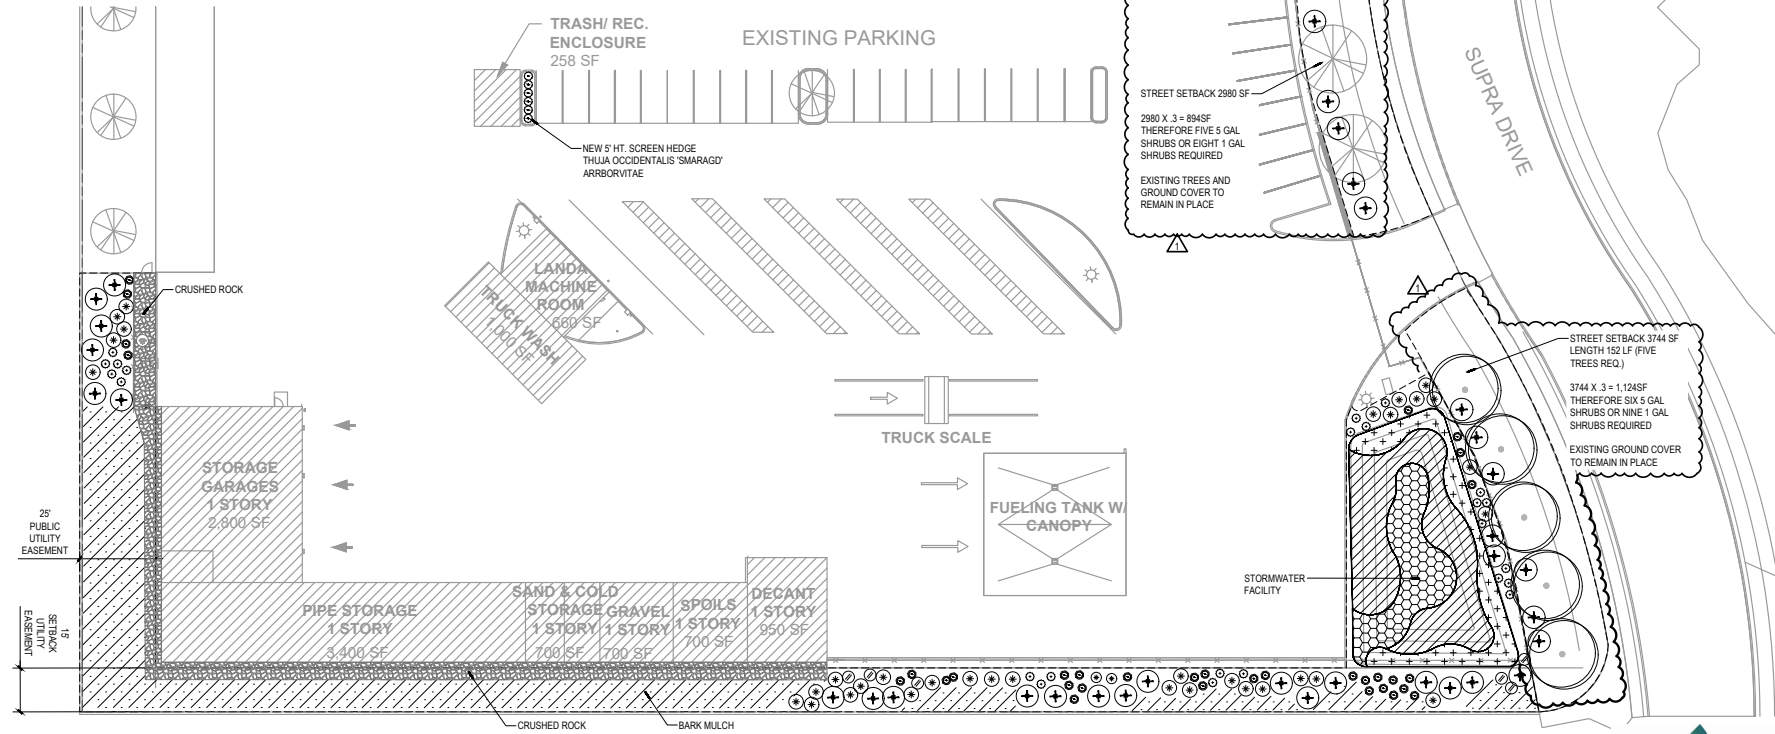 TRASH/ REC.
ENCLOSURE
258 SF
EXISTING PARKING
NEW 5' HT. SCREEN HEDGE
THUJA OCCIDENTALIS 'SMARAGD'
ARRBORVITAE
STREET SETBACK 2980 SF
2980 X .3 = 894SF
THEREFORE FIVE 5 GAL
SHRUBS OR EIGHT 1 GAL
SHRUBS REQUIRED
EXISTING TREES AND
GROUND COVER TO
REMAIN IN PLACE
1
SUPRA DRIVE
CRUSHED ROCK
LANDA
MACHINE
ROOM
660 SF
TRUCK WASH
1,000 SF
1
STREET SETBACK 3744 SF
LENGTH 152 LF (FIVE
TREES REQ.)
3744 X .3 = 1,124SF
THEREFORE SIX 5 GAL
SHRUBS OR NINE 1 GAL
SHRUBS REQUIRED
EXISTING GROUND COVER
TO REMAIN IN PLACE
TRUCK SCALE
STORAGE
GARAGES
1 STORY
2,800 SF
FUELING TANK W/
CANOPY
25'
PUBLIC
UTILITY
EASEMENT
15'
SETBACK
UTILITY
EASEMENT
PIPE STORAGE
1 STORY
3,400 SF
SAND & COLD
STORAGE
1 STORY
700 SF
GRAVEL
1 STORY
700 SF
SPOILS
1 STORY
700 SF
DECANT
1 STORY
950 SF
STORMWATER
FACILITY
CRUSHED ROCK
BARK MULCH